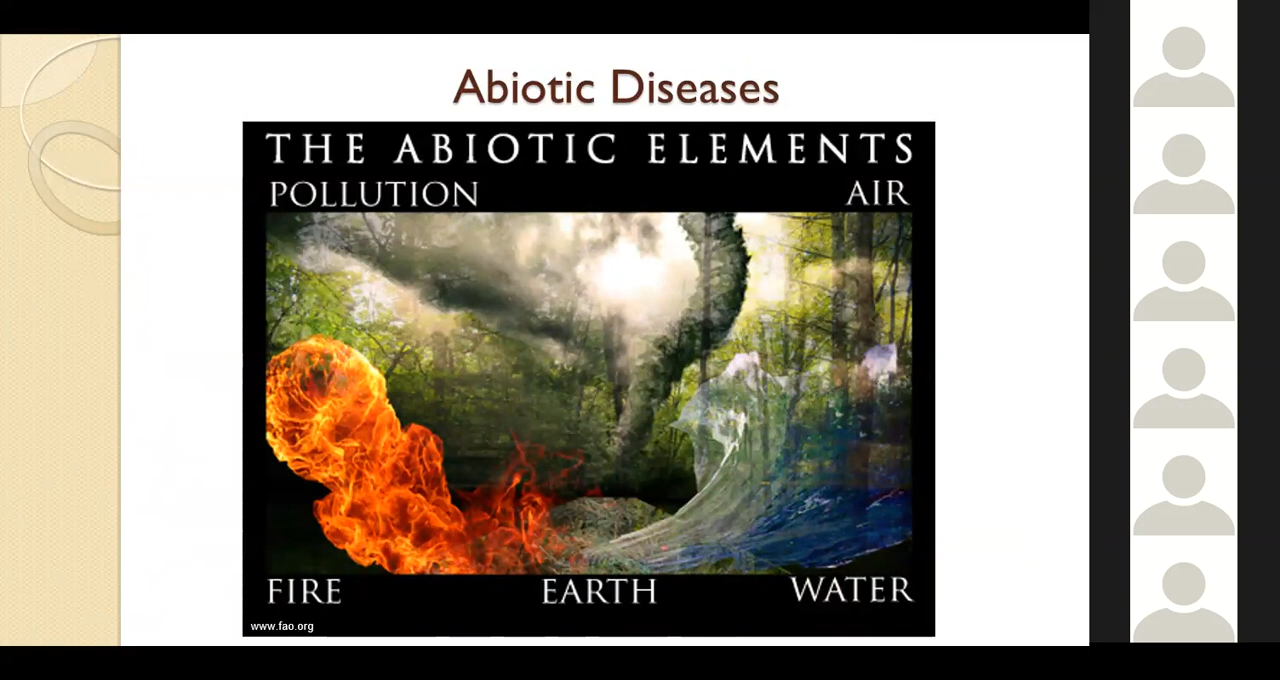 Abiotic Diseases
THE ABIOTIC ELEMENTS
POLLUTION AIR
FIRE EARTH WATER
www.fao.org